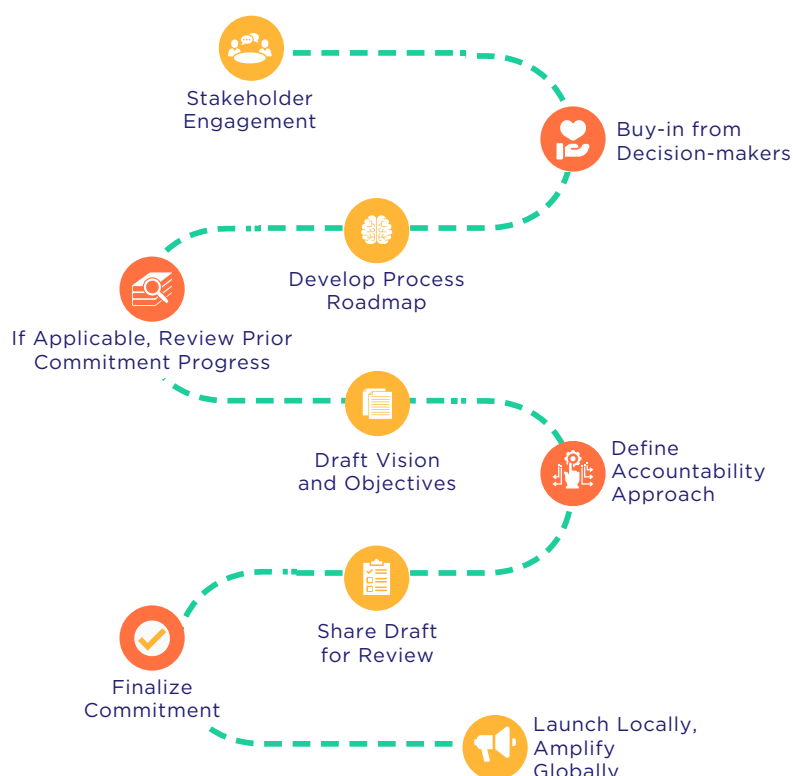 Stakeholder
Engagement
Buy-in from
Decision-makers
Develop Process
Roadmap
If Applicable, Review Prior
Commitment Progress
Draft Vision
and Objectives
Define
Accountability
Approach
Share Draft
for Review
Finalize
Commitment
Launch Locally,
Amplify
Globally